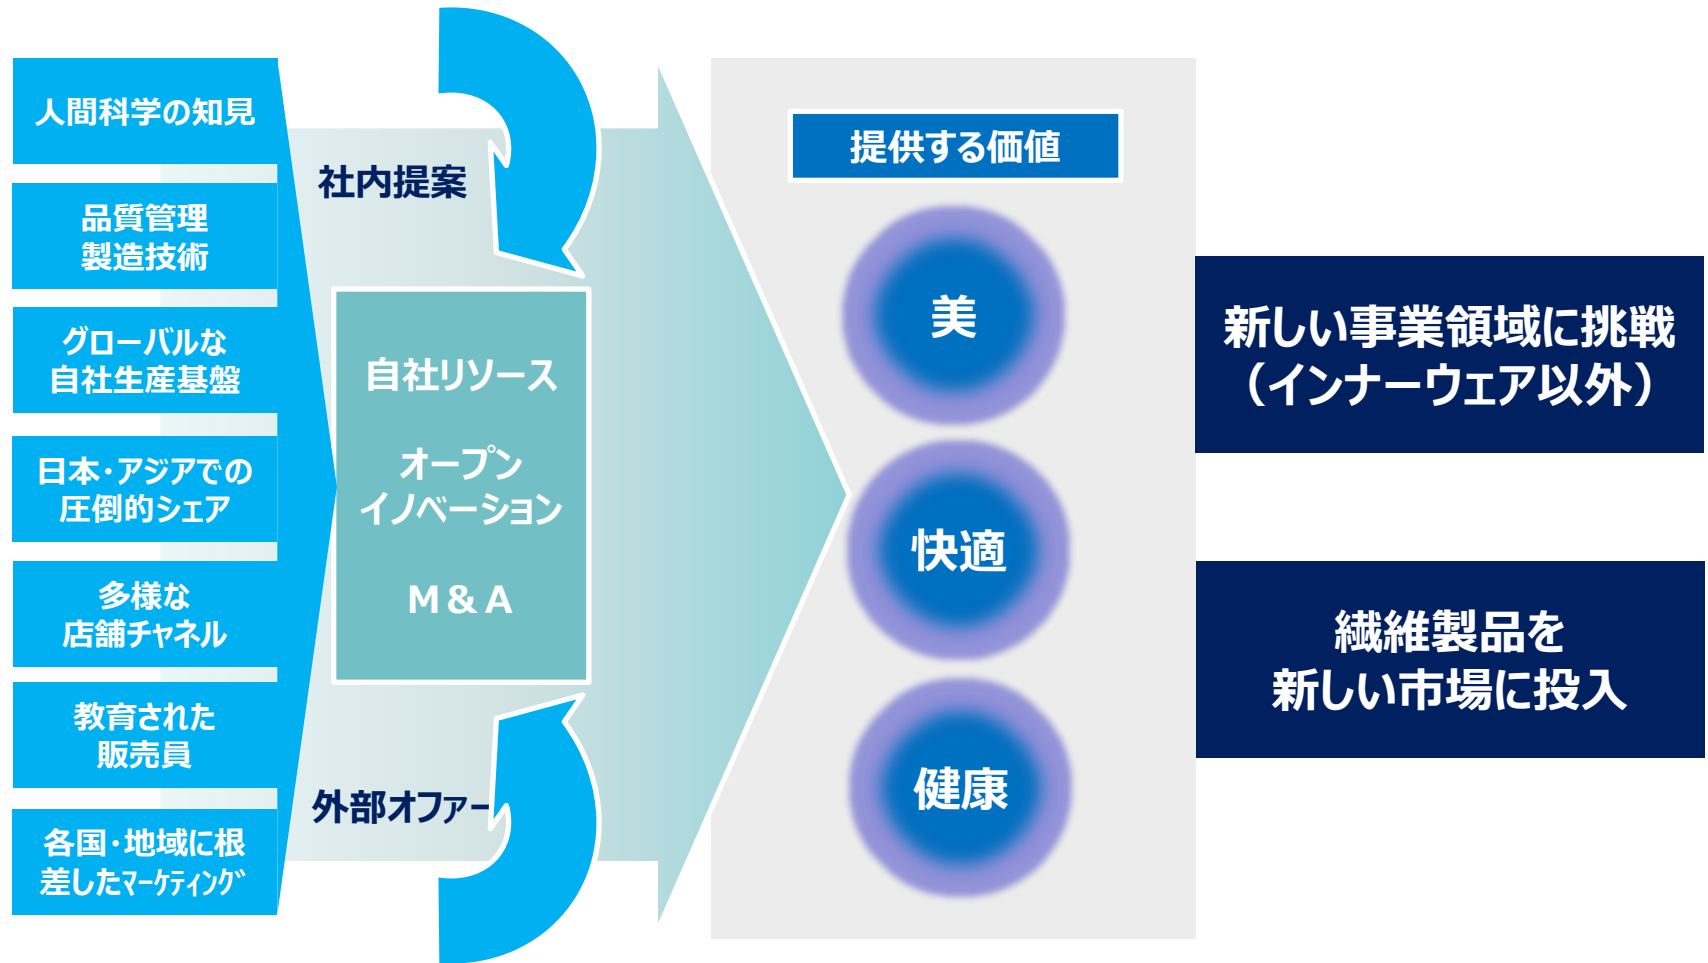 人間科学の知見
品質管理
製造技術
グローバルな
自社生産基盤
日本・アジアでの
圧倒的シェア
多様な
店舗チャネル
教育された
販売員
各国・地域に根
差したﾏｰｹﾃｨﾝｸﾞ
社内提案
自社リソース
オープン
イノベーション
M＆A
外部オファー
提供する価値
美
快適
健康
新しい事業領域に挑戦
（インナーウェア以外）
繊維製品を
新しい市場に投入